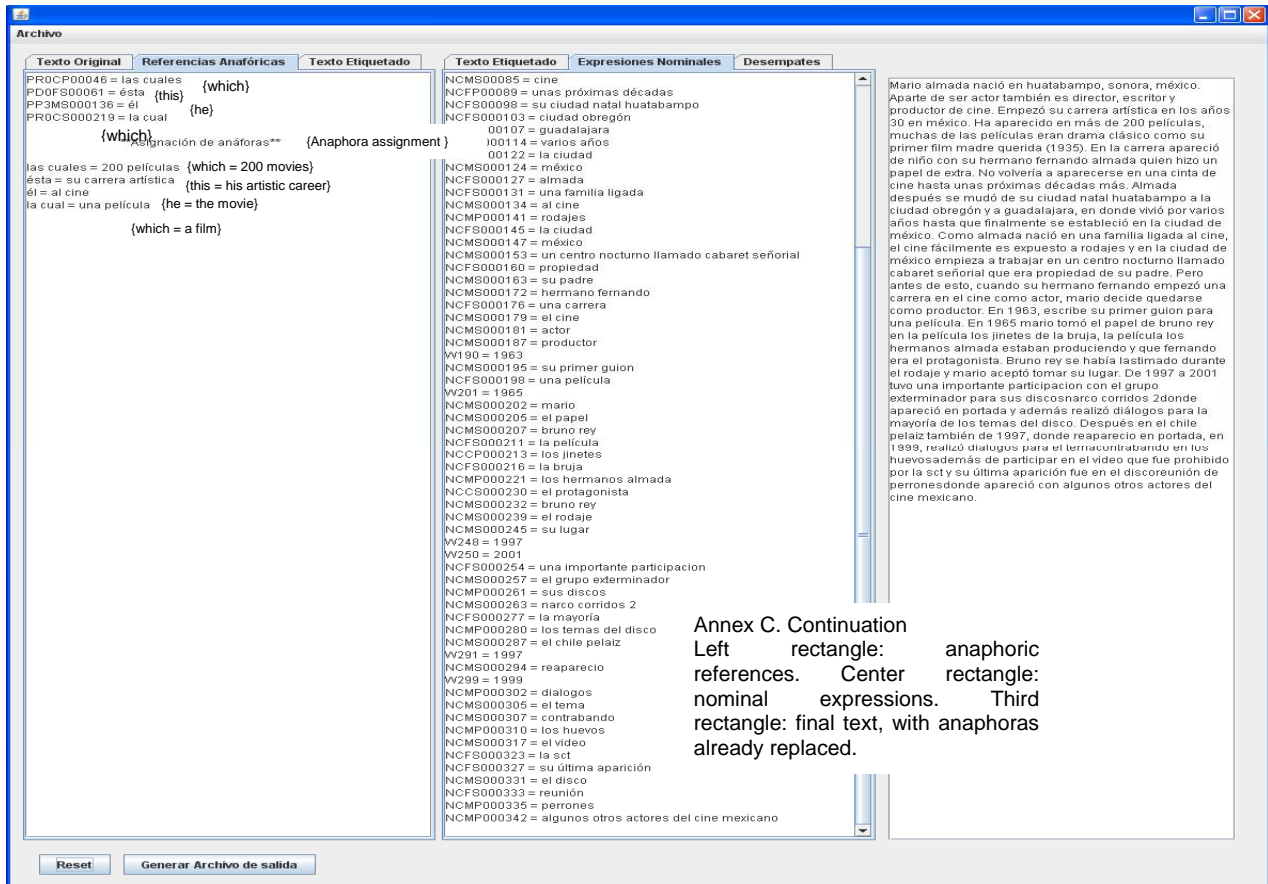 Archivo
Texto Original Referencias Anafóricas Texto Etiquetado
PR0CP00046 = las cuales {which}
PD0FS00061 = ésta {this}
PP3MS000136 = él {he}
PR0CS000219 = la cual
{which}
**Asignación de anáforas** {Anaphora assignment }
las cuales = 200 películas {which = 200 movies}
ésta = su carrera artística {this = his artistic career}
él = al cine
la cual = una película {he = the movie}
{which = a film}
Texto Etiquetado Expresiones Nominales Desempates
NCMS00085 = cine
NCFP00089 = unas próximas décadas
NCFS00098 = su ciudad natal huatabampo
NCFS000103 = ciudad obregón
00107 = guadalajara
000114 = varios años
00122 = la ciudad
NCMS000124 = méxico
NCFS000127 = almada
NCFS000131 = una familia ligada
NCMS000134 = al cine
NCMP000141 = rodajes
NCFS000145 = la ciudad
NCMS000147 = méxico
NCMS000153 = un centro nocturno llamado cabaret señorial
NCFS000160 = propiedad
NCMS000163 = su padre
NCMS000172 = hermano fernando
NCFS000176 = una carrera
NCMS000179 = el cine
NCMS000181 = actor
NCMS000187 = productor
W190 = 1963
NCMS000195 = su primer guion
NCFS000198 = una película
W201 = 1965
NCMS000202 = mario
NCMS000205 = el papel
NCMS000207 = bruno rey
NCFS000211 = la película
NCCP000213 = los jinetes
NCFS000216 = la bruja
NCMP000221 = los hermanos almada
NCCS000230 = el protagonista
NCMS000232 = bruno rey
NCMS000239 = el rodaje
NCMS000245 = su lugar
W248 = 1997
W250 = 2001
NCFS000254 = una importante participacion
NCMS000257 = el grupo exterminador
NCMP000261 = sus discos
NCMS000263 = narco corridos 2
NCFS000277 = la mayoría
NCMP000280 = los temas del disco
NCMS000287 = el chile pelaiz
W291 = 1997
NCMS000294 = reaparecio
W299 = 1999
NCMP000302 = dialogos
NCMS000305 = el tema
NCMS000307 = contrabando
NCMP000310 = los huevos
NCMS000317 = el video
NCFS000323 = la sct
NCFS000327 = su última aparición
NCMS000331 = el disco
NCFS000333 = reunión
NCMP000335 = perrones
NCMP000342 = algunos otros actores del cine mexicano
Mario almada nació en huatabampo, sonora, méxico.
Aparte de ser actor también es director, escritor y
productor de cine. Empezó su carrera artística en los años
30 en méxico. Ha aparecido en más de 200 películas,
muchas de las películas eran drama clásico como su
primer film madre querida (1935). En la carrera apareció
de niño con su hermano fernando almada quien hizo un
papel de extra. No volvería a aparecerse en una cinta de
cine hasta unas próximas décadas más. Almada
después se mudó de su ciudad natal huatabampo a la
ciudad obregón y a guadalajara, en donde vivió por varios
años hasta que finalmente se estableció en la ciudad de
méxico. Como almada nació en una familia ligada al cine,
el cine fácilmente es expuesto a rodajes y en la ciudad de
méxico empieza a trabajar en un centro nocturno llamado
cabaret señorial que era propiedad de su padre. Pero
antes de esto, cuando su hermano fernando empezó una
carrera en el cine como actor, mario decide quedarse
como productor. En 1963, escribe su primer guion para
una película. En 1965 mario tomó el papel de bruno rey
en la película los jinetes de la bruja, la película los
hermanos almada estaban produciendo y que fernando
era el protagonista. Bruno rey se había lastimado durante
el rodaje y mario aceptó tomar su lugar. De 1997 a 2001
tuvo una importante participacion con el grupo
exterminador para sus discosnarco corridos 2donde
apareció en portada y además realizó diálogos para la
mayoría de los temas del disco. Después en el chile
pelaiz también de 1997, donde reaparecio en portada, en
1999, realizó dialogos para el temacontrabando en los
huevosademás de participar en el video que fue prohibido
por la sct y su última aparición fue en el discoreunión de
perronesdonde apareció con algunos otros actores del
cine mexicano.
Annex C. Continuation
Left rectangle: anaphoric
references. Center rectangle:
nominal expressions. Third
rectangle: final text, with anaphoras
already replaced.
Reset Generar Archivo de salida